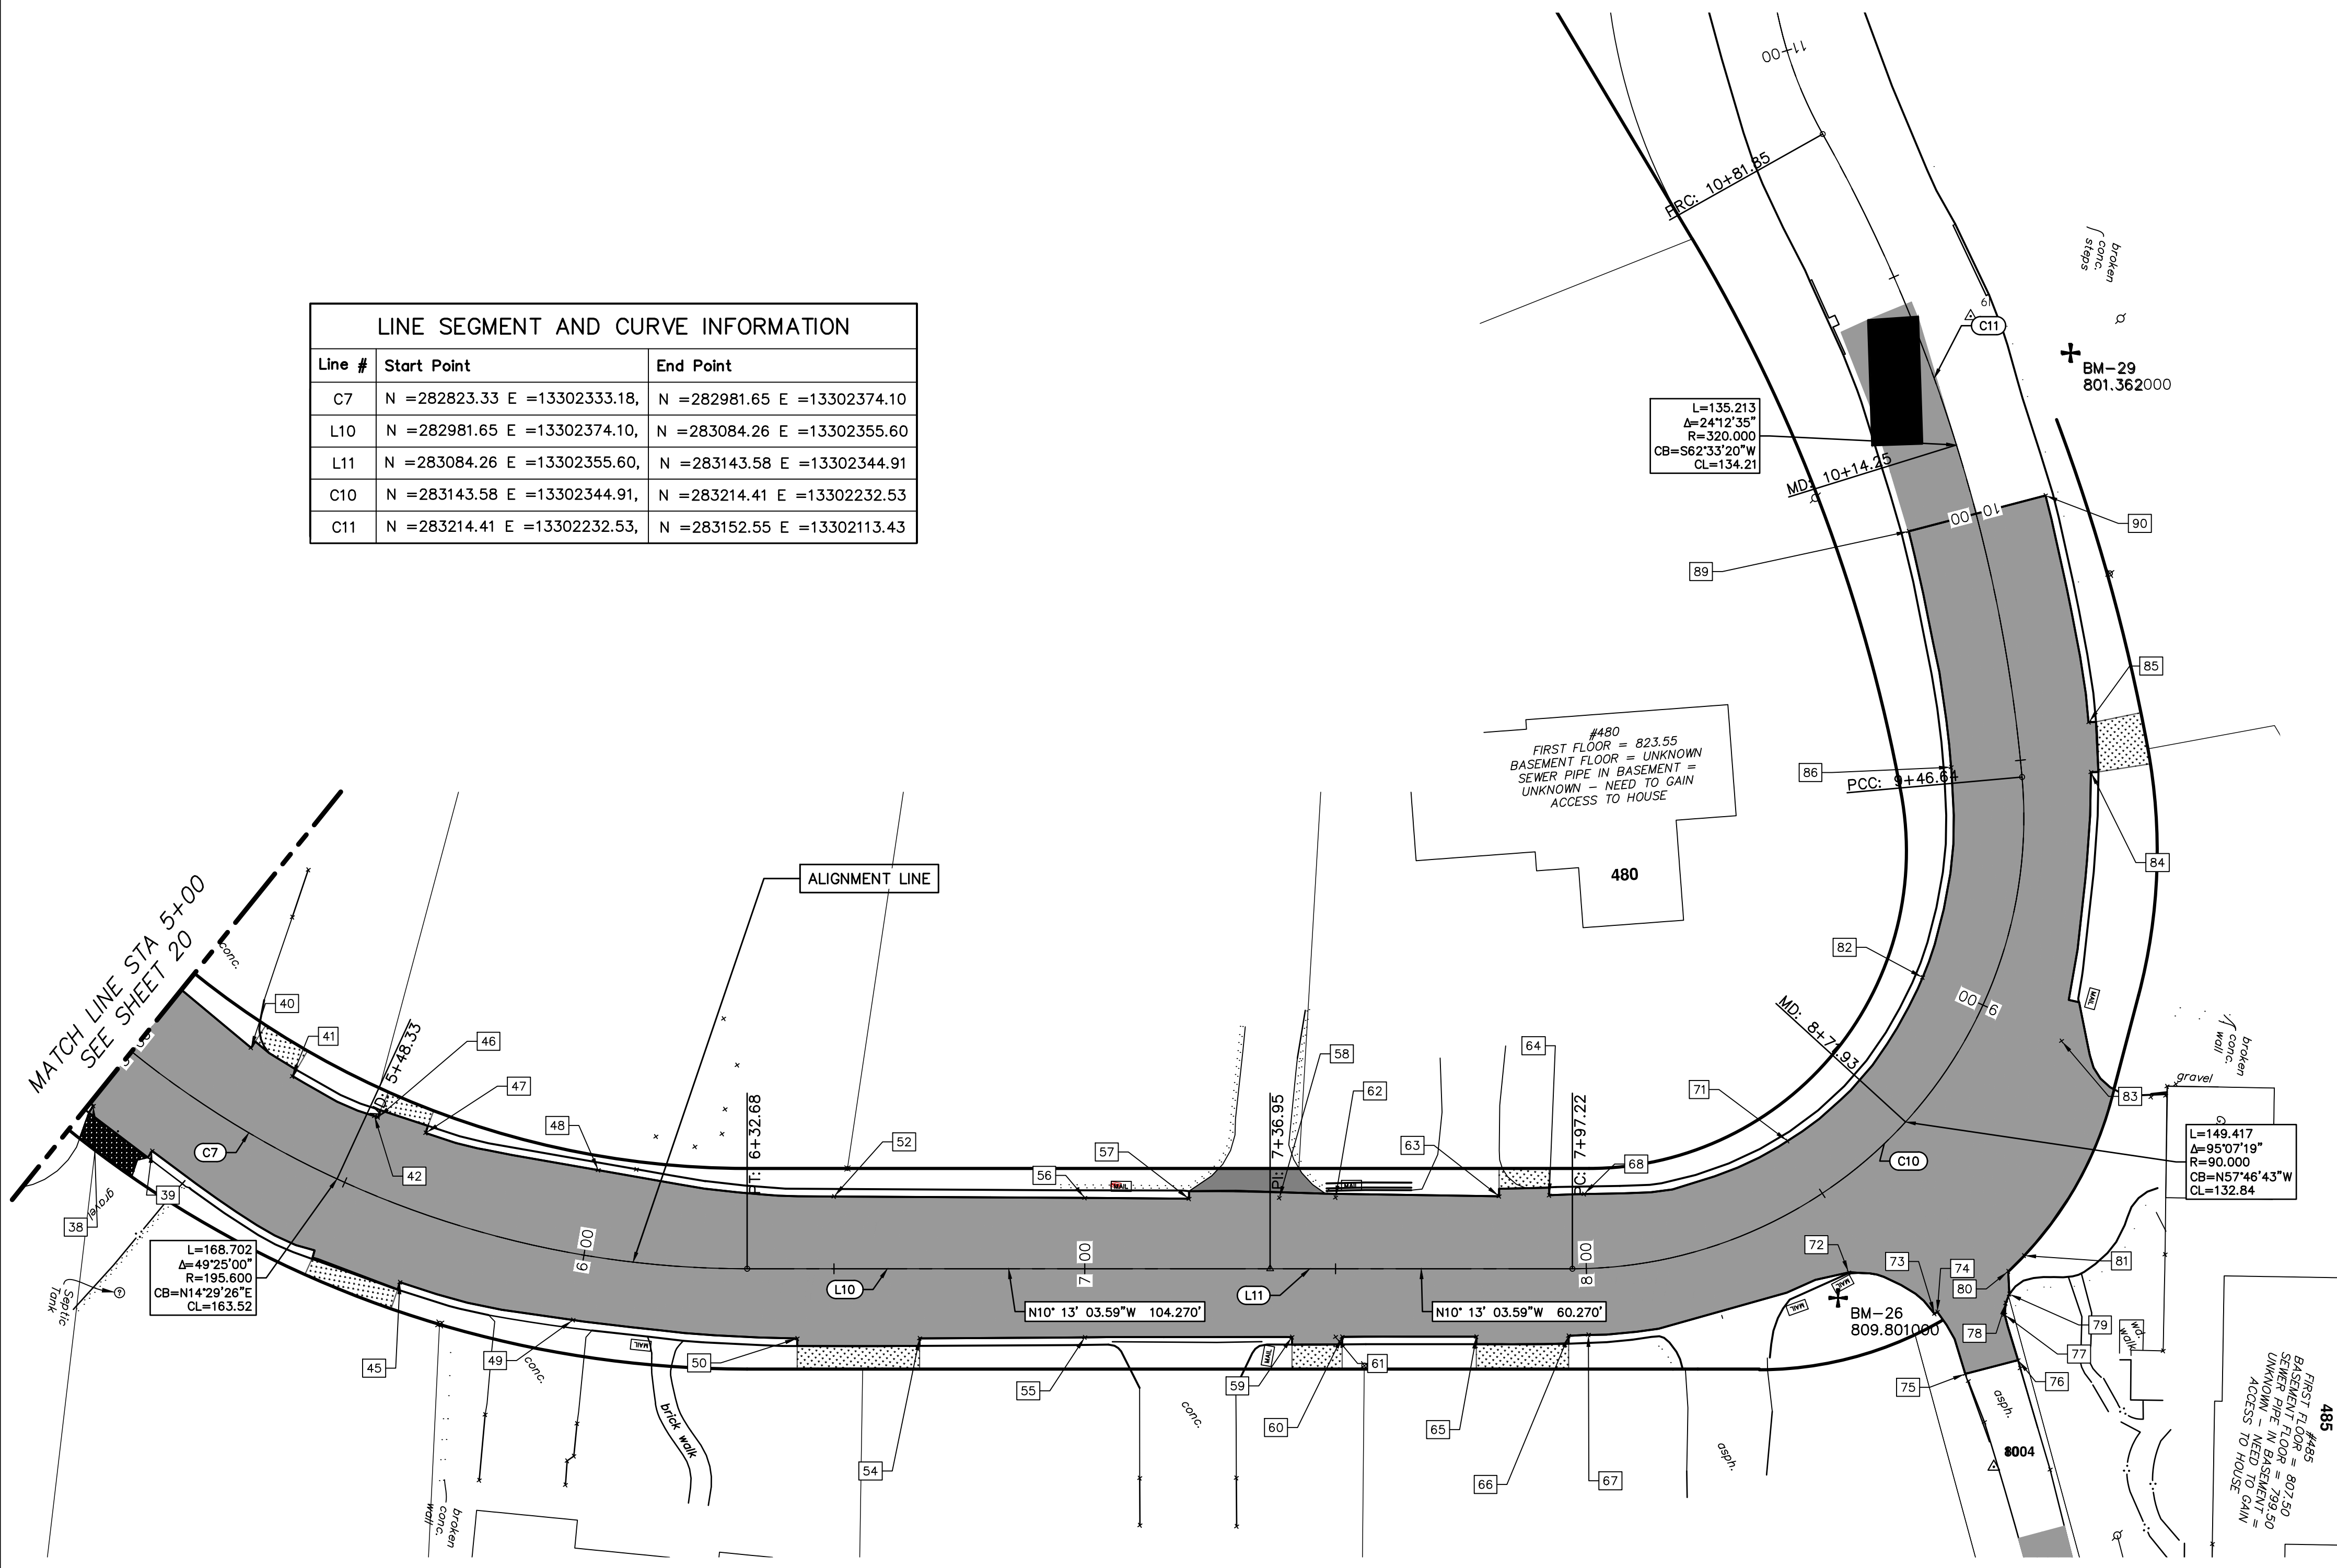 11+00
PRC: 10+81.85
broken
conc.
steps
61
C11
BM-29
801.362000
LINE SEGMENT AND CURVE INFORMATION
Line # Start Point End Point
C7 N =282823.33 E =13302333.18, N =282981.65 E =13302374.10
L10 N =282981.65 E =13302374.10, N =283084.26 E =13302355.60
L11 N =283084.26 E =13302355.60, N =283143.58 E =13302344.91
C10 N =283143.58 E =13302344.91, N =283214.41 E =13302232.53
C11 N =283214.41 E =13302232.53, N =283152.55 E =13302113.43
L=135.213
Δ=24°12'35"
R=320.000
CB=S62°33'20"W
CL=134.21
MD: 10+14.25
10+00
90
89
85
#480
FIRST FLOOR = 823.55
BASEMENT FLOOR = UNKNOWN
SEWER PIPE IN BASEMENT =
UNKNOWN – NEED TO GAIN
ACCESS TO HOUSE
480
86
PCC: 9+46.64
84
ALIGNMENT LINE
MATCH LINE STA 5+00
SEE SHEET 20
conc.
82
9+00
MAIL
MD: 8+71.93
40
41
5+48.33
46
47
48
42
C7
39
38
gravel
Septic
Tank
?
L=168.702
Δ=49°25'00"
R=195.600
CB=N14°29'26"E
CL=163.52
6+00
PT: 6+32.68
52
56
MAIL
57
PI: 7+36.95
58
62
MAIL
63
64
PC: 7+97.22
68
71
C10
broken
conc.
wall
gravel
83
L=149.417
Δ=95°07'19"
R=90.000
CB=N57°46'43"W
CL=132.84
L10
N10° 13' 03.59"W 104.270'
7+00
L11
N10° 13' 03.59"W 60.270'
8+00
72
73
74
80
81
MAIL
MAIL
BM-26
809.801000
78
79
77
76
75
wd.
walk
45
49
conc.
MAIL
50
brick walk
54
55
conc.
MAIL
59
60
61
65
66
67
asph.
asph.
8004
broken
conc.
wall
485
#485
FIRST FLOOR = 807.50
BASEMENT FLOOR = 799.50
SEWER PIPE IN BASEMENT =
UNKNOWN – NEED TO GAIN
ACCESS TO HOUSE